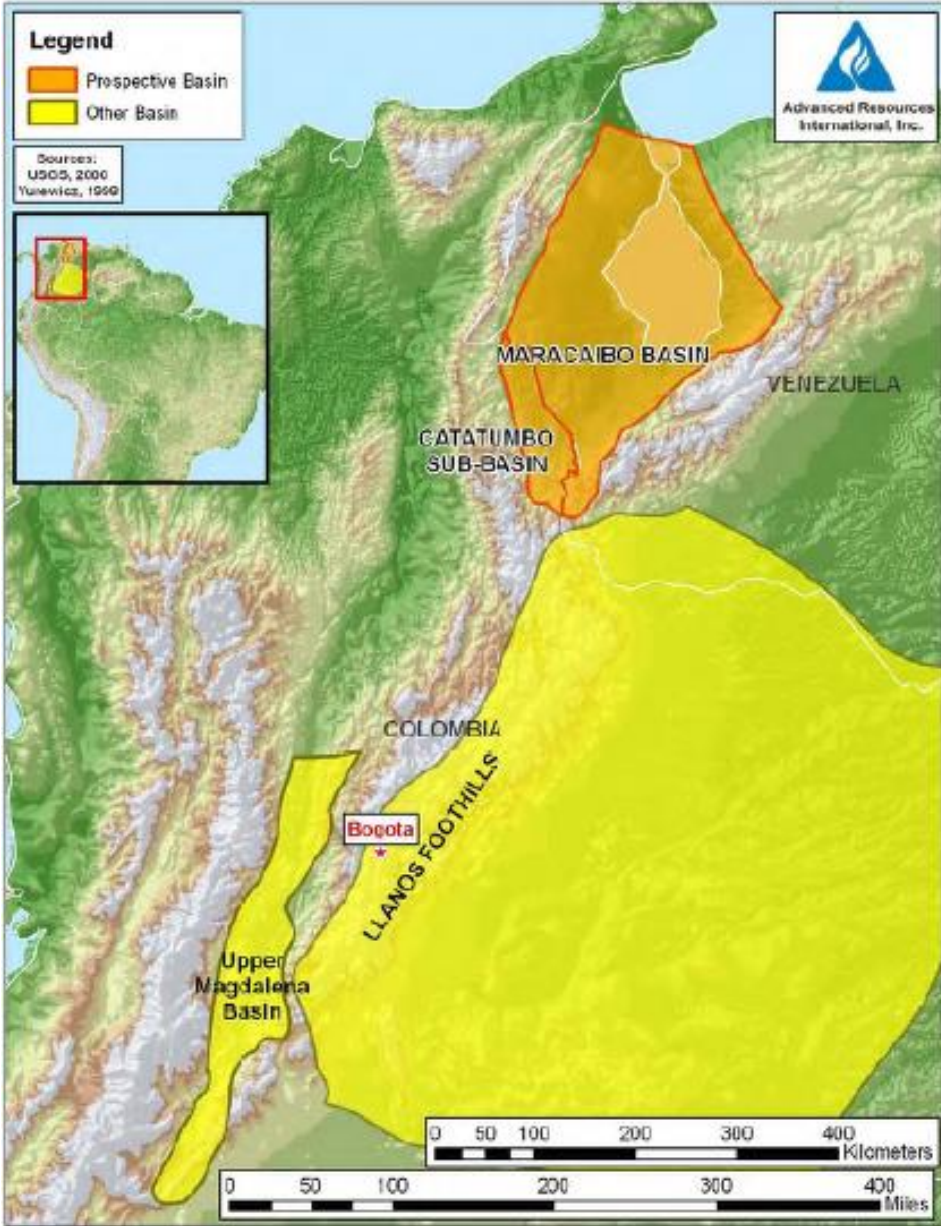 Legend
Prospective Basin
Other Basin
Advanced Resources
International, Inc.
Sources:
USGS, 2000
Yurewicz, 1998
MARACAIBO BASIN
VENEZUELA
CATATUMBO
SUB-BASIN
COLOMBIA
LLANOS FOOTHILLS
Bogota
Upper
Magdalena
Basin
0 50 100 200 300 400
Kilometers
0 50 100 200 300 400
Miles